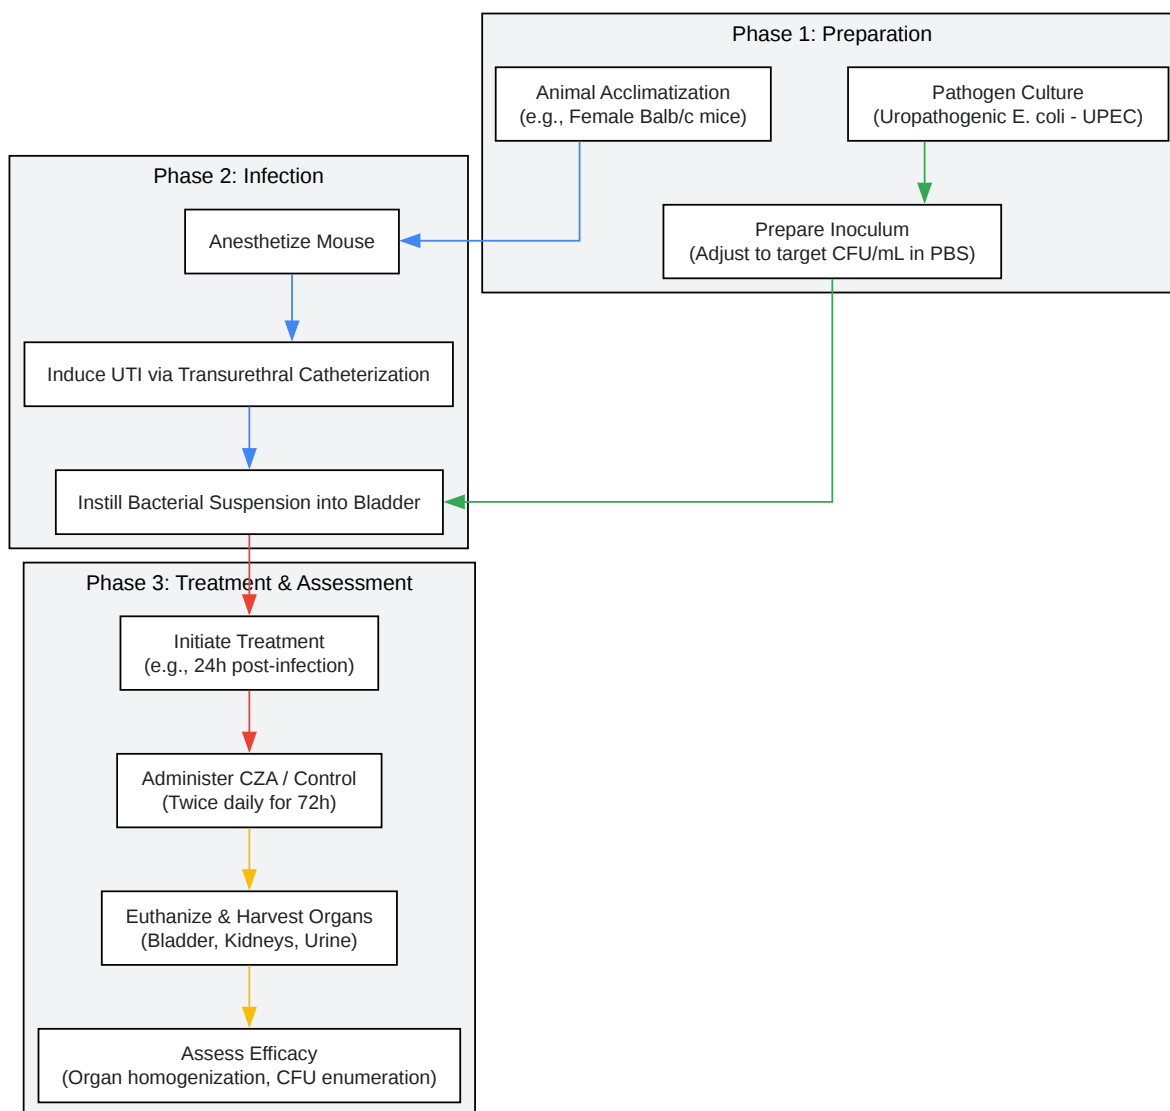 Phase 1: Preparation
Animal Acclimatization
(e.g., Female Balb/c mice)
Pathogen Culture
(Uropathogenic E. coli - UPEC)
Prepare Inoculum
(Adjust to target CFU/mL in PBS)
Phase 2: Infection
Anesthetize Mouse
Induce UTI via Transurethral Catheterization
Instill Bacterial Suspension into Bladder
Phase 3: Treatment & Assessment
Initiate Treatment
(e.g., 24h post-infection)
Administer CZA / Control
(Twice daily for 72h)
Euthanize & Harvest Organs
(Bladder, Kidneys, Urine)
Assess Efficacy
(Organ homogenization, CFU enumeration)